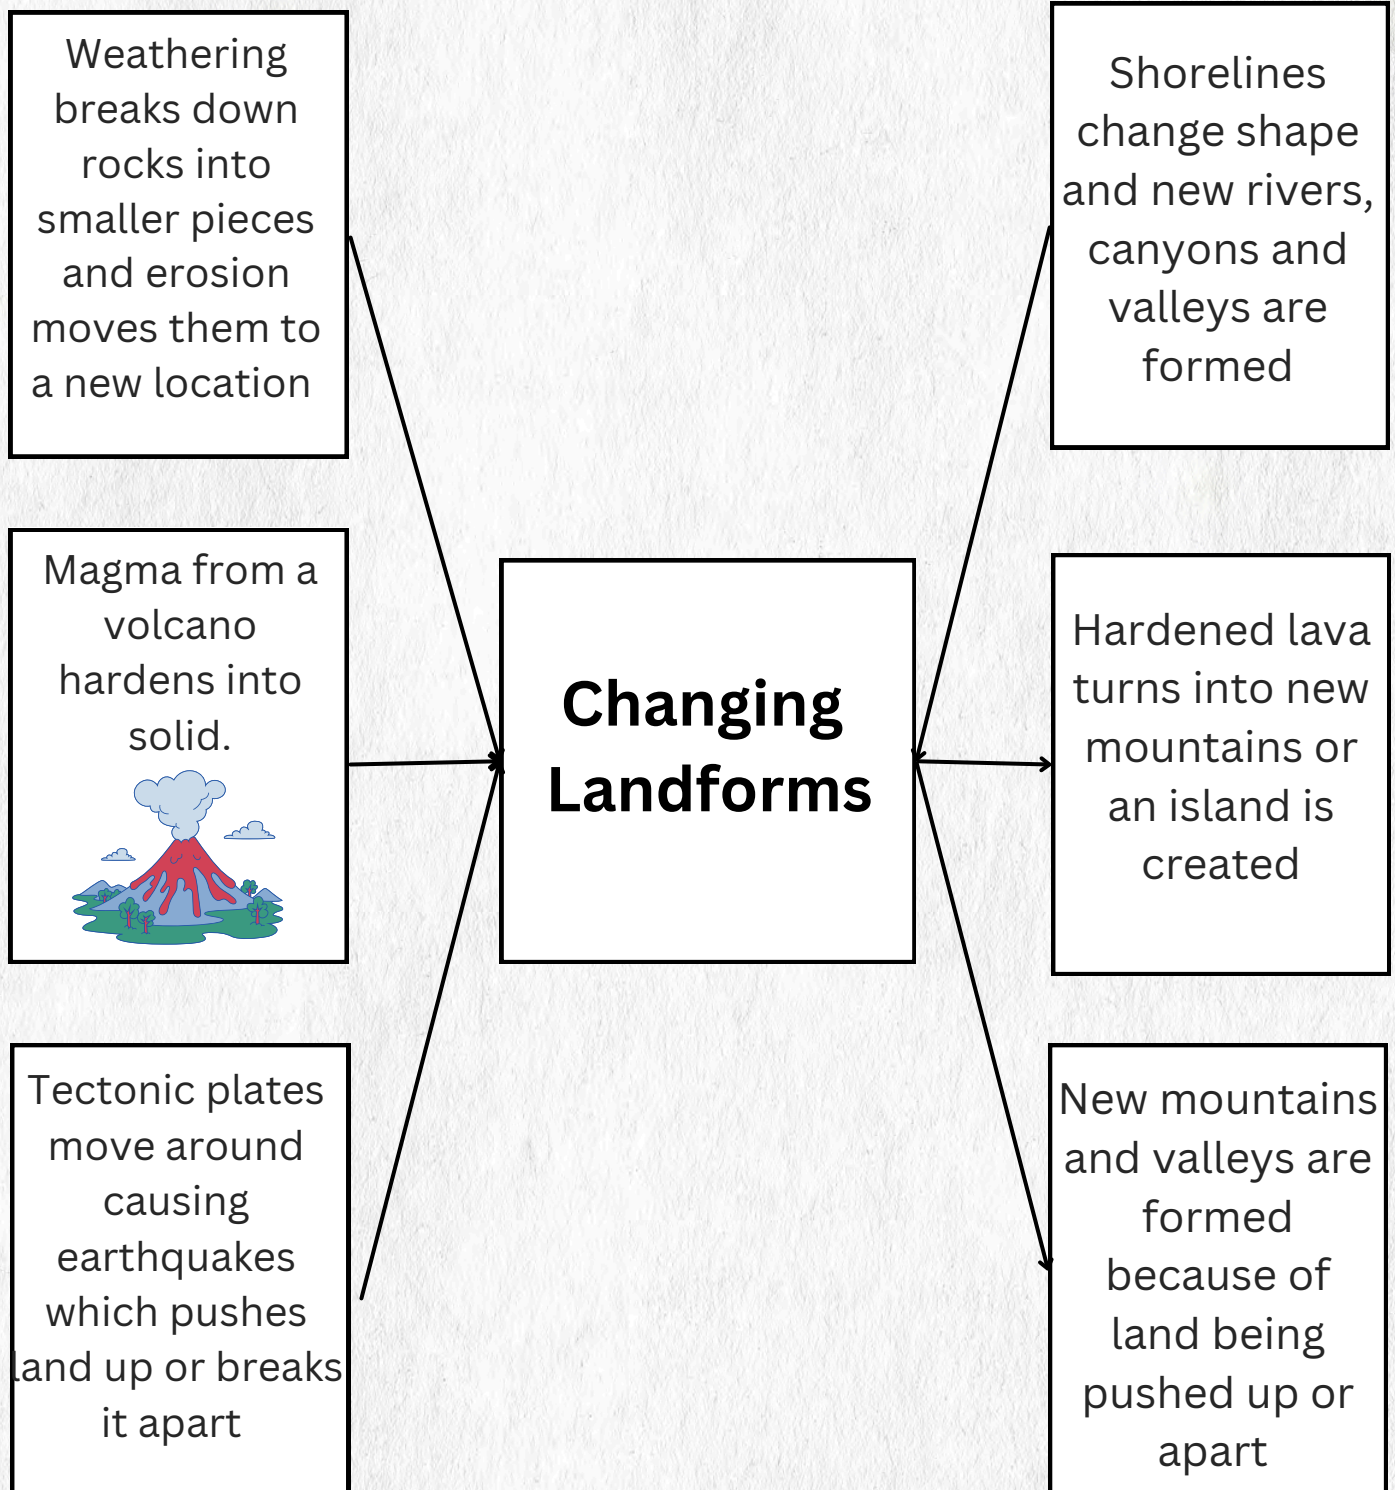 Weathering
breaks down
rocks into
smaller pieces
and erosion
moves them to
a new location
Magma from a
volcano
hardens into
solid.
Tectonic plates
move around
causing
earthquakes
which pushes
land up or breaks
it apart
Changing
Landforms
Shorelines
change shape
and new rivers,
canyons and
valleys are
formed
Hardened lava
turns into new
mountains or
an island is
created
New mountains
and valleys are
formed
because of
land being
pushed up or
apart